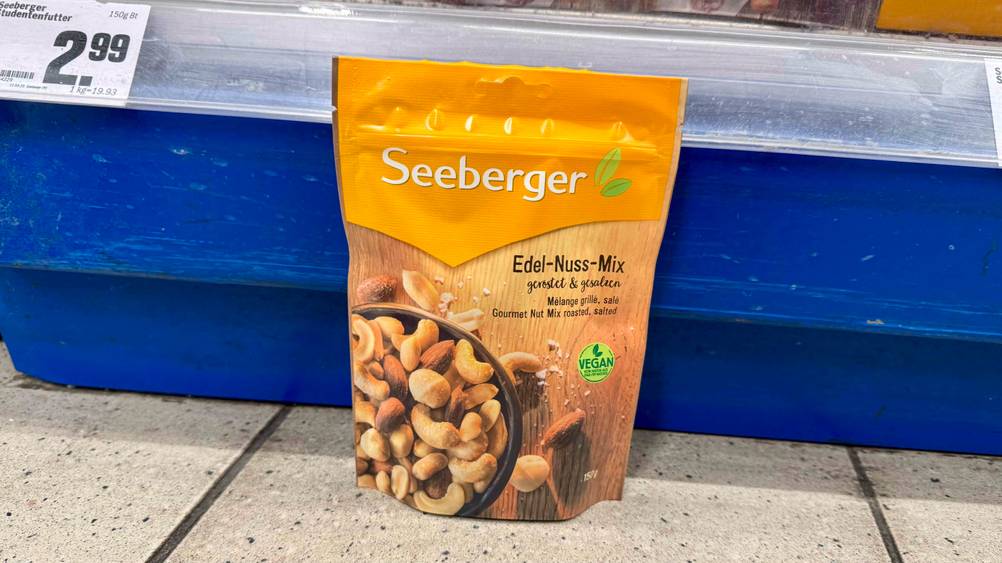 Seeberger
Studentenfutter
150g Bt
2.99
1 kg=19.93
Seeberger
Edel-Nuss-Mix
geröstet & gesalzen
Mélange grillé, salé
Gourmet Nut Mix roasted, salted
VEGAN
150g